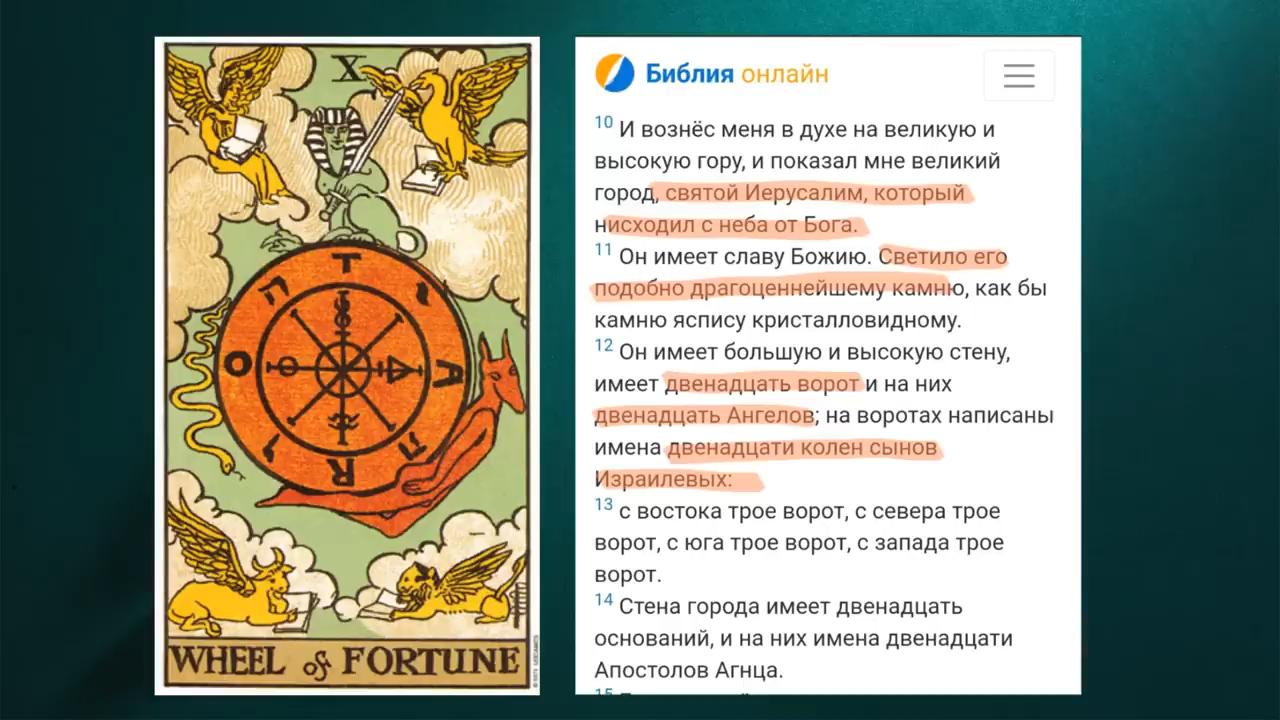 X
T
A
R
O
י
ה
ו
ה
WHEEL of FORTUNE
Библия онлайн
10 И вознёс меня в духе на великую и
высокую гору, и показал мне великий
город, святой Иерусалим, который
нисходил с неба от Бога.
11 Он имеет славу Божию. Светило его
подобно драгоценнейшему камню, как бы
камню яспису кристалловидному.
12 Он имеет большую и высокую стену,
имеет двенадцать ворот и на них
двенадцать Ангелов; на воротах написаны
имена двенадцати колен сынов
Израилевых:
13 с востока трое ворот, с севера трое
ворот, с юга трое ворот, с запада трое
ворот.
14 Стена города имеет двенадцать
оснований, и на них имена двенадцати
Апостолов Агнца.